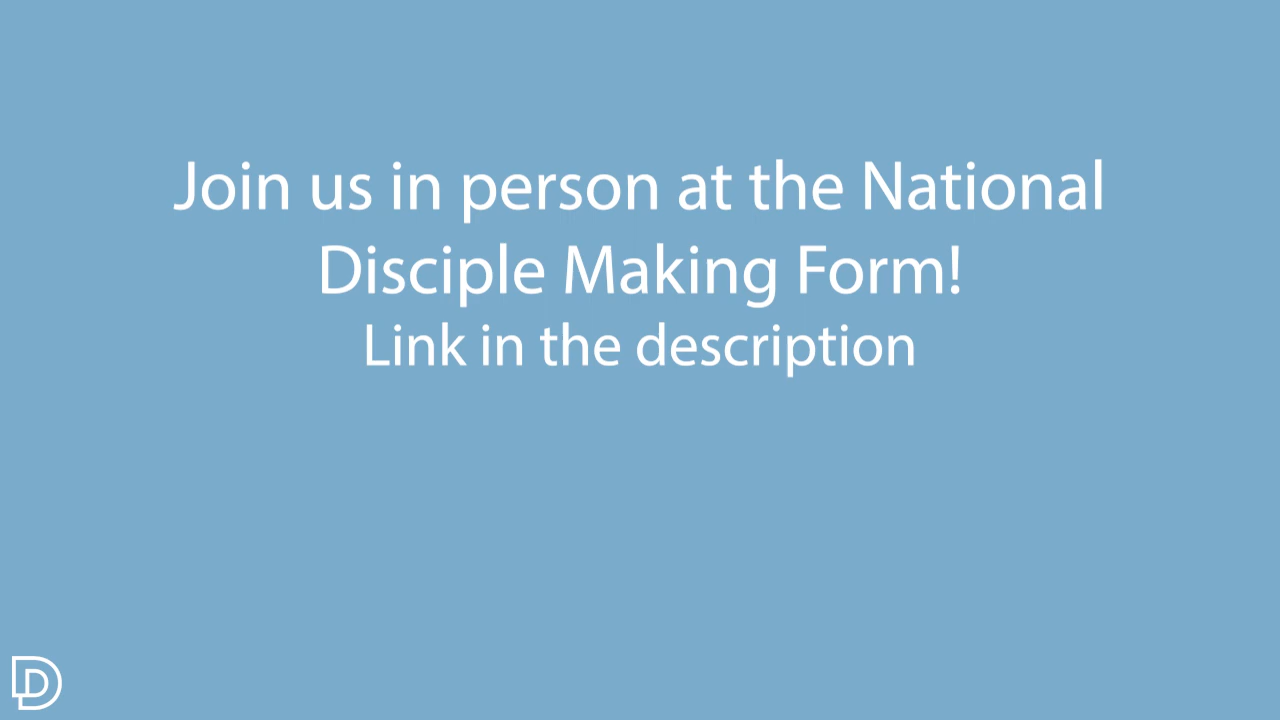 Join us in person at the National
Disciple Making Form!
Link in the description